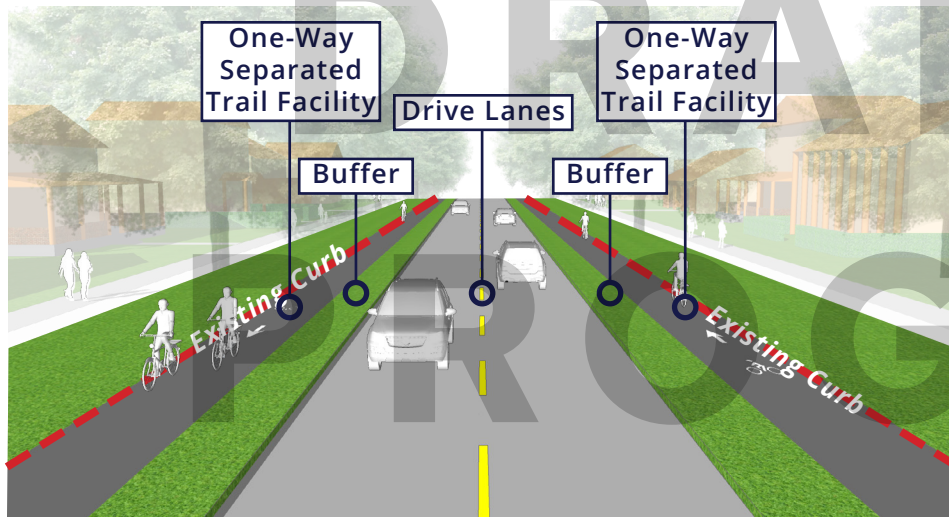 One-Way
Separated
Trail Facility
Drive Lanes
One-Way
Separated
Trail Facility
Buffer
Buffer
Existing Curb
Existing Curb
DRA
PROG